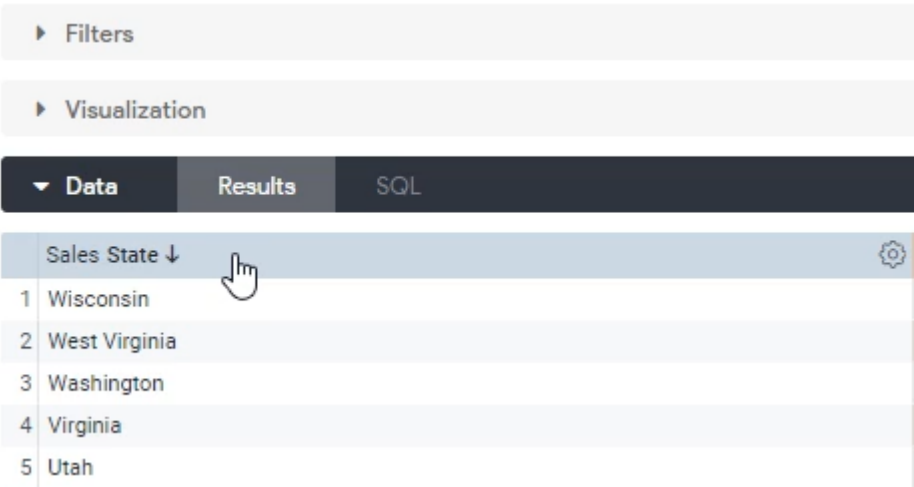 Filters
Visualization
Data Results SQL
Sales State ↓
1 Wisconsin
2 West Virginia
3 Washington
4 Virginia
5 Utah